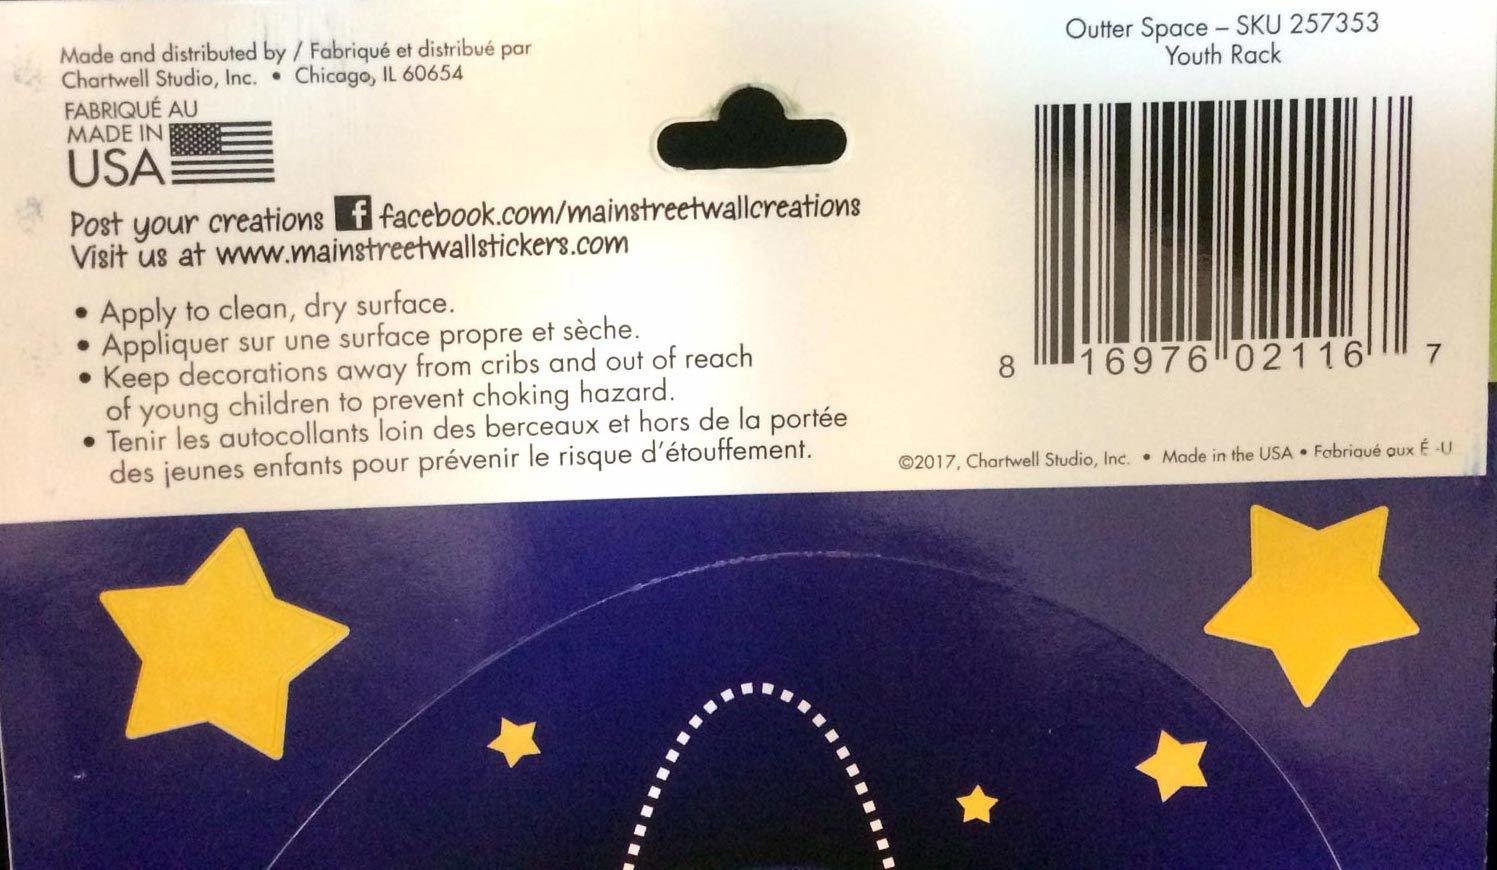 Made and distributed by / Fabriqué et distribué par
Chartwell Studio, Inc. • Chicago, IL 60654
FABRIQUÉ AU
MADE IN
USA
Post your creations f facebook.com/mainstreetwallcreations
Visit us at www.mainstreetwallstickers.com
• Apply to clean, dry surface.
• Appliquer sur une surface propre et sèche.
• Keep decorations away from cribs and out of reach
of young children to prevent choking hazard.
• Tenir les autocollants loin des berceaux et hors de la portée
des jeunes enfants pour prévenir le risque d'étouffement.
Outter Space – SKU 257353
Youth Rack
8 16976 02116 7
©2017, Chartwell Studio, Inc. • Made in the USA • Fabriqué aux É -U